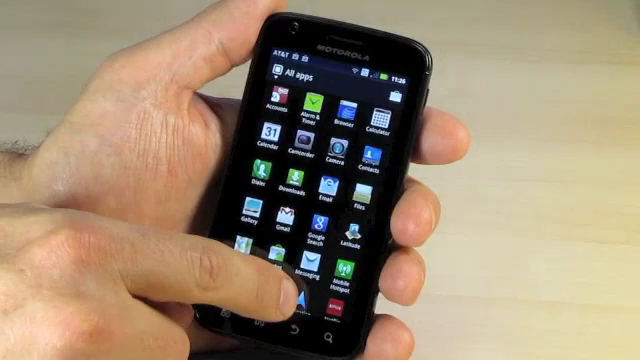 MOTOROLA
AT&T
11:26
All apps
Accounts
Alarm & Timer
Browser
Calculator
31
Calendar
Camcorder
Camera
Contacts
Dialer
Downloads
Email
Files
Gallery
Gmail
Google Search
Latitude
Messaging
Mobile Hotspot